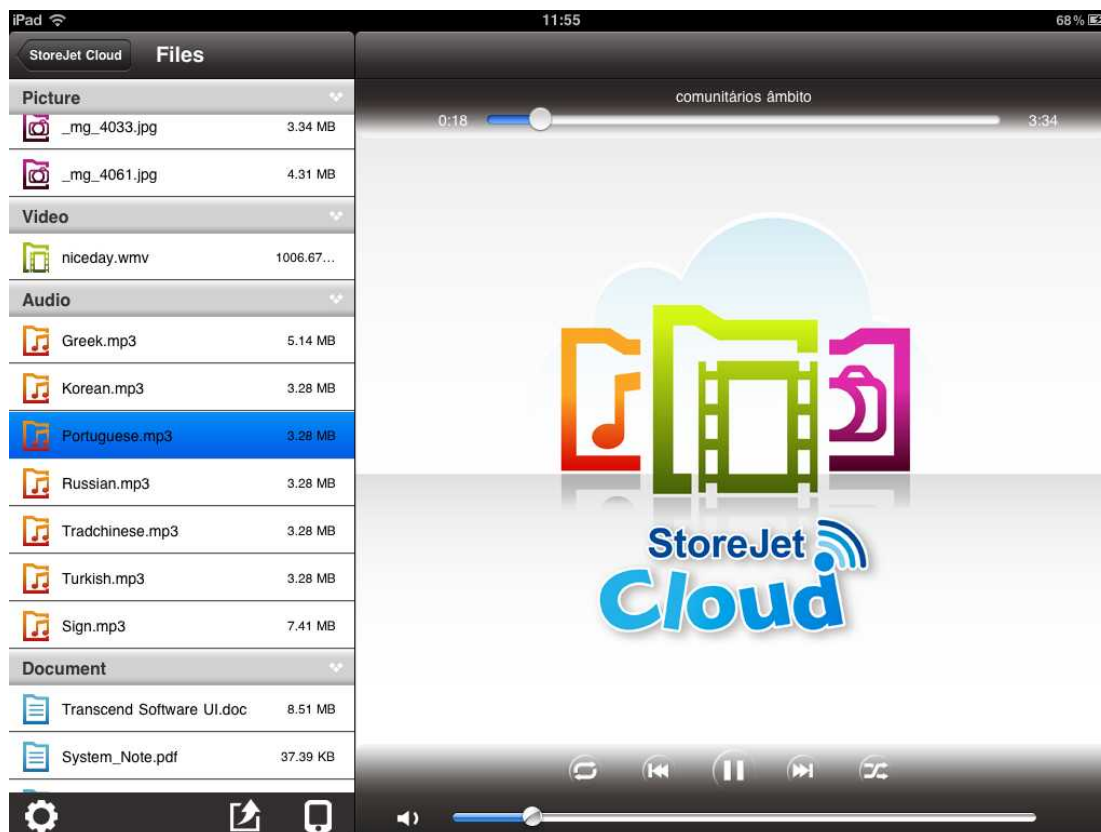 iPad 11:55 68%
StoreJet Cloud Files
Picture
_mg_4033.jpg 3.34 MB
_mg_4061.jpg 4.31 MB
Video
niceday.wmv 1006.67...
Audio
Greek.mp3 5.14 MB
Korean.mp3 3.28 MB
Portuguese.mp3 3.28 MB
Russian.mp3 3.28 MB
Tradchinese.mp3 3.28 MB
Turkish.mp3 3.28 MB
Sign.mp3 7.41 MB
Document
Transcend Software UI.doc 8.51 MB
System_Note.pdf 37.39 KB
comunitários âmbito
0:18 3:34
StoreJet
Cloud